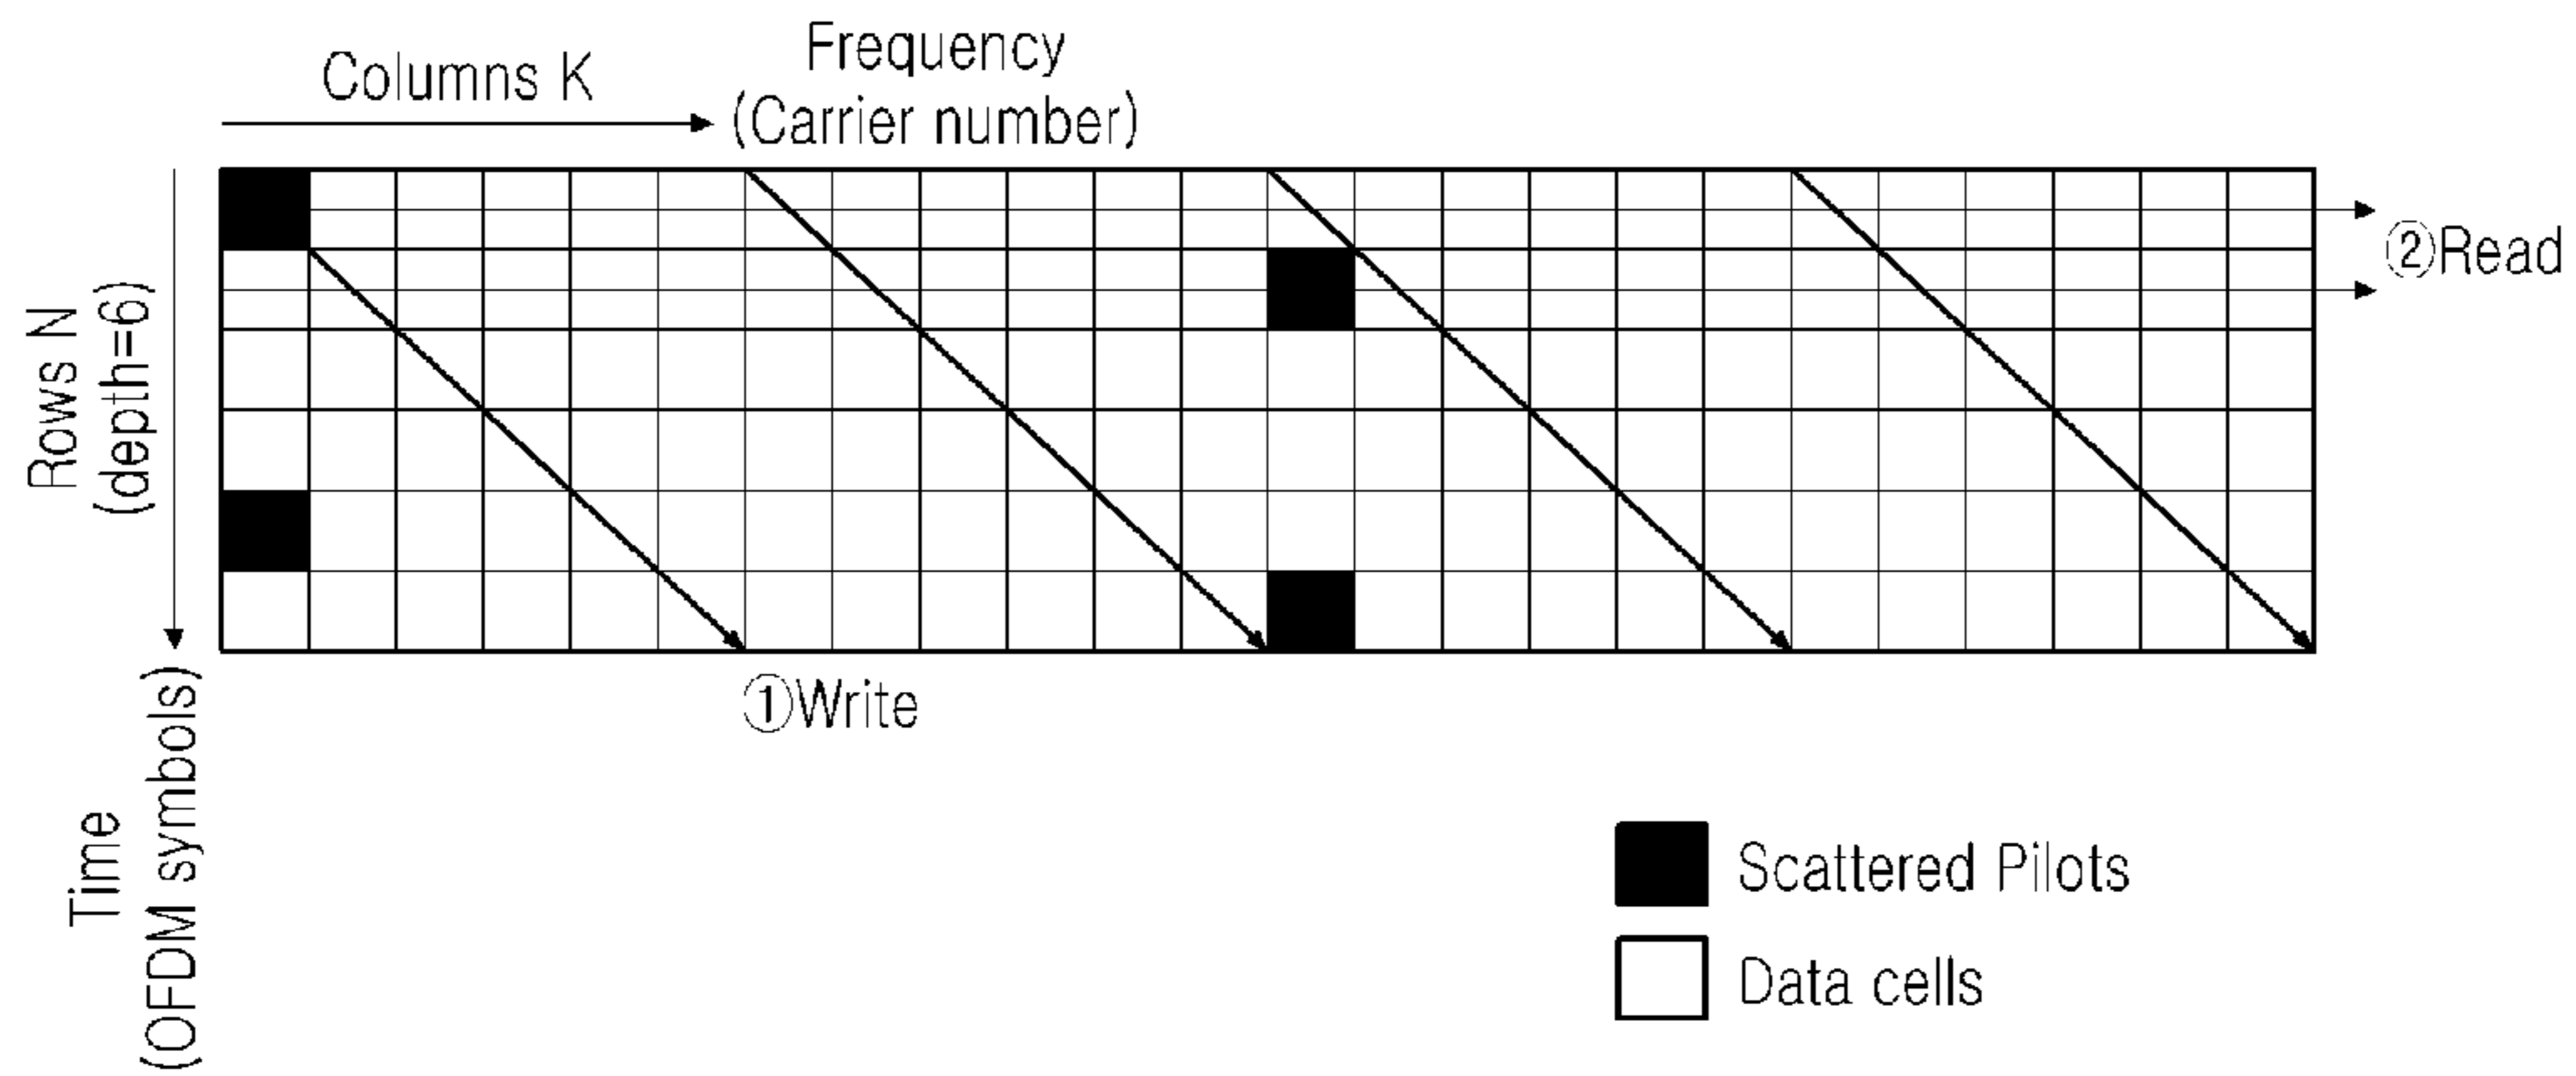 Columns K
Frequency
(Carrier number)
②Read
Rows N
(depth=6)
①Write
Time
(OFDM symbols)
Scattered Pilots
Data cells